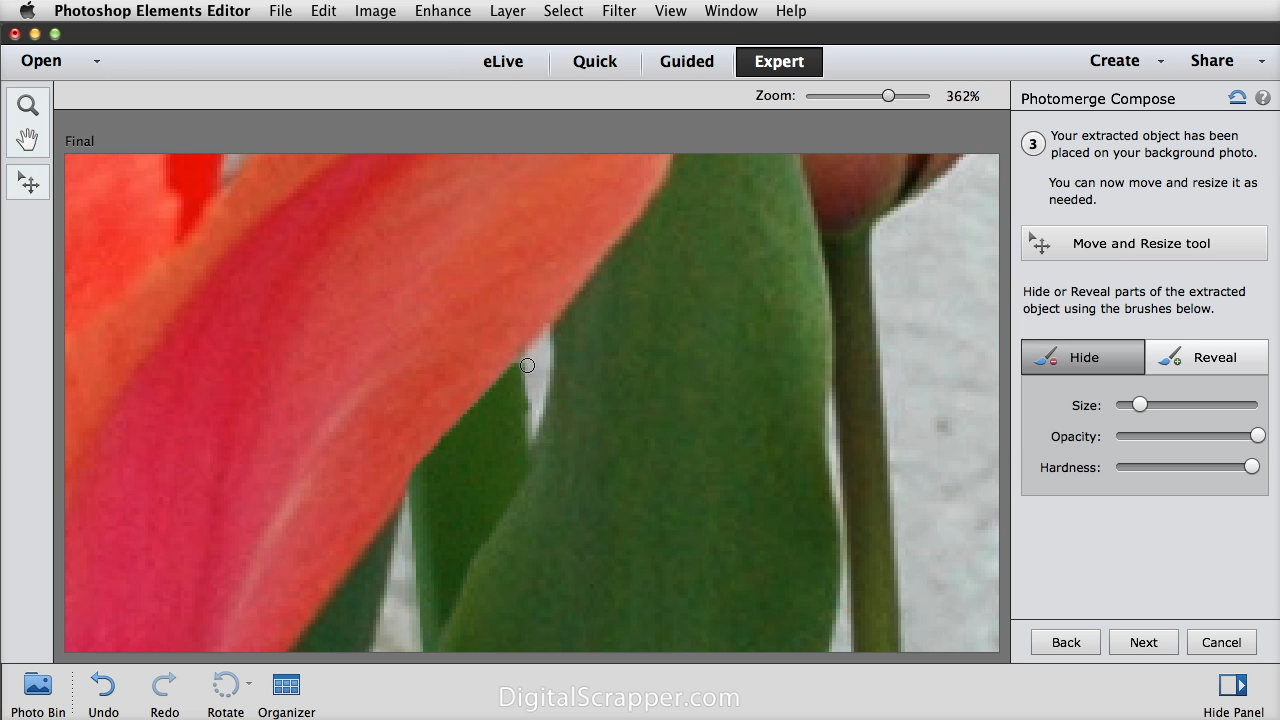 Photoshop Elements Editor File Edit Image Enhance Layer Select Filter View Window Help
Open eLive Quick Guided Expert Create Share
Zoom: 362%
Final
Photomerge Compose ?
3 Your extracted object has been
placed on your background photo.
You can now move and resize it as
needed.
Move and Resize tool
Hide or Reveal parts of the extracted
object using the brushes below.
Hide Reveal
Size:
Opacity:
Hardness:
Back Next Cancel
Photo Bin Undo Redo Rotate Organizer DigitalScrapper.com Hide Panel